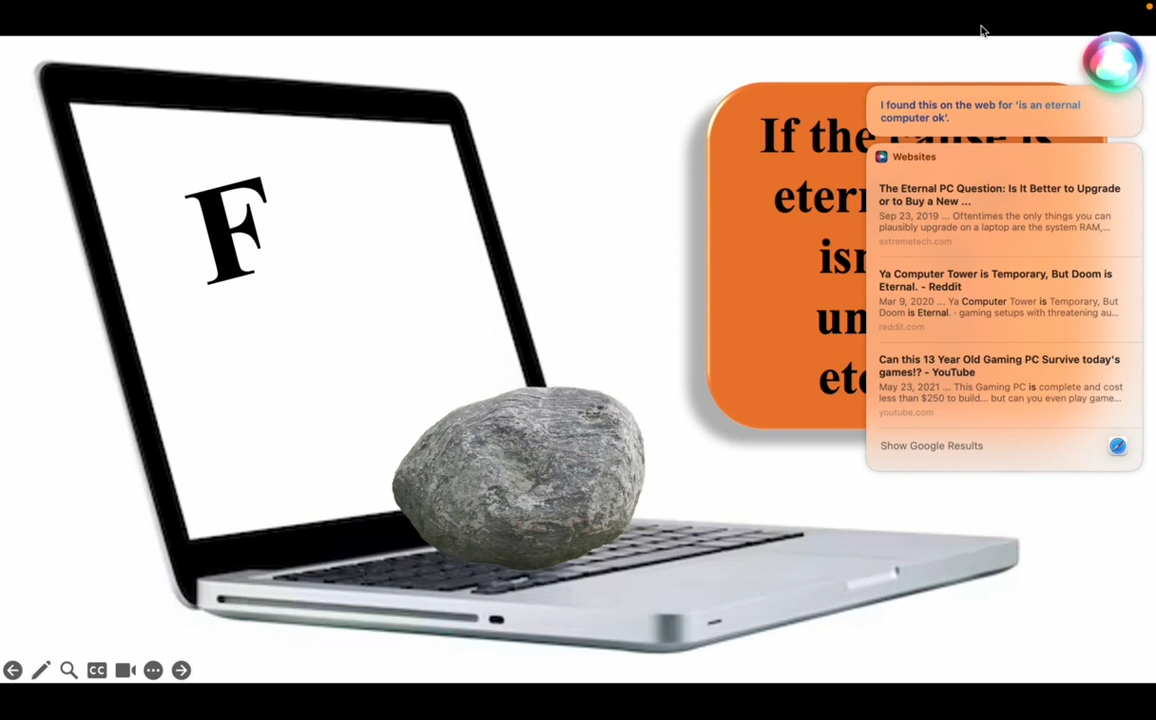 F
If the
I found this on the web for ‘is an eternal
computer ok’.
Websites
The Eternal PC Question: Is It Better to Upgrade
or to Buy a New ...
Sep 23, 2019 ... Oftentimes the only things you can
plausibly upgrade on a laptop are the system RAM,...
extremetech.com
Ya Computer Tower is Temporary, But Doom is
Eternal. - Reddit
Mar 9, 2020 ... Ya Computer Tower is Temporary, But
Doom is Eternal. · gaming setups with threatening au...
reddit.com
Can this 13 Year Old Gaming PC Survive today's
games!? - YouTube
May 23, 2021 ... This Gaming PC is complete and cost
less than $250 to build... but can you even play game...
youtube.com
Show Google Results
CC